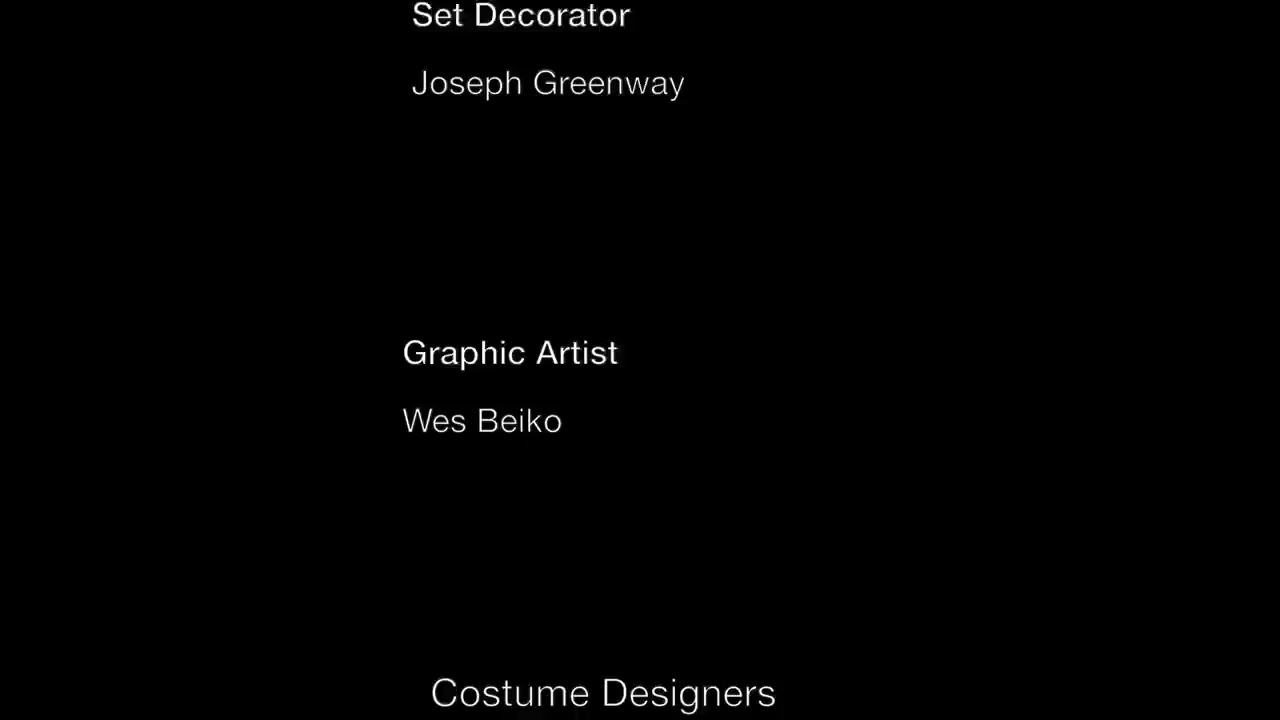 Set Decorator
Joseph Greenway
Graphic Artist
Wes Beiko
Costume Designers